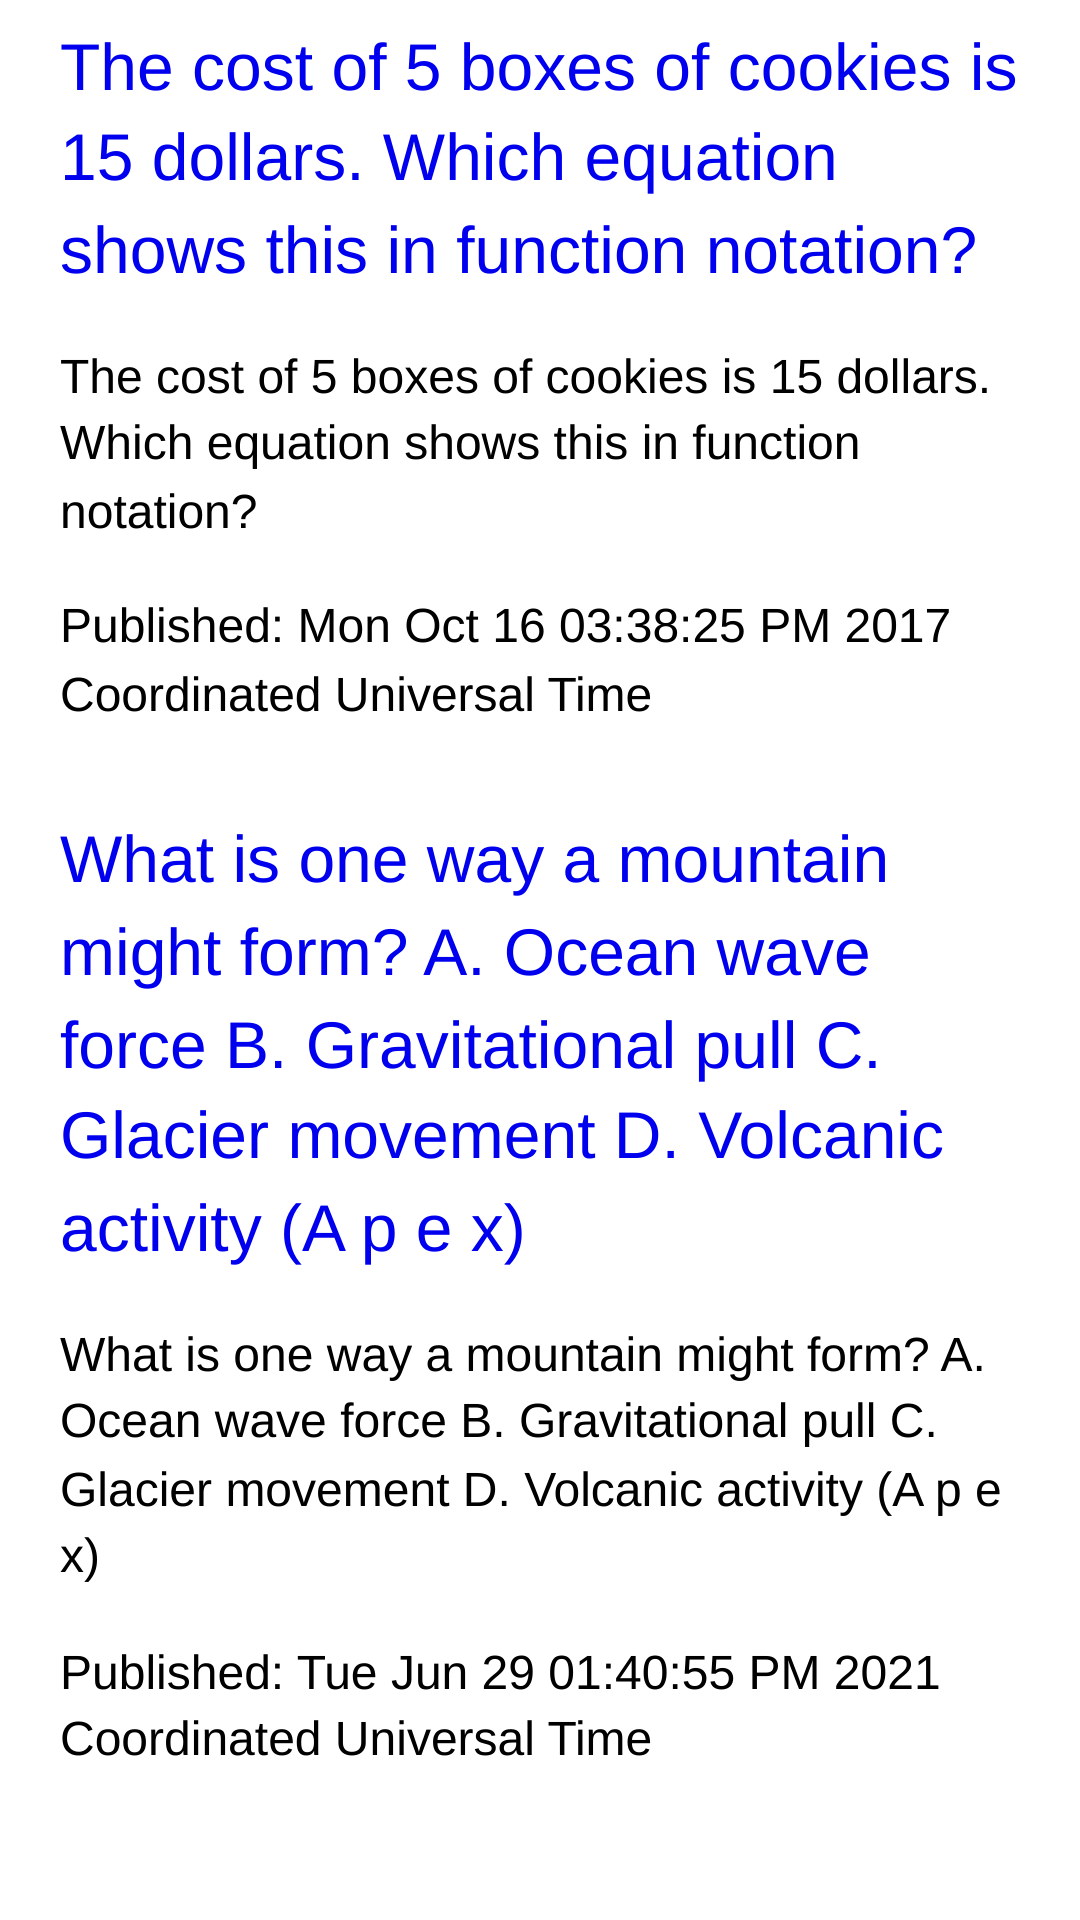 The cost of 5 boxes of cookies is
15 dollars. Which equation
shows this in function notation?
The cost of 5 boxes of cookies is 15 dollars.
Which equation shows this in function
notation?
Published: Mon Oct 16 03:38:25 PM 2017
Coordinated Universal Time
What is one way a mountain
might form? A. Ocean wave
force B. Gravitational pull C.
Glacier movement D. Volcanic
activity (A p e x)
What is one way a mountain might form? A.
Ocean wave force B. Gravitational pull C.
Glacier movement D. Volcanic activity (A p e
x)
Published: Tue Jun 29 01:40:55 PM 2021
Coordinated Universal Time